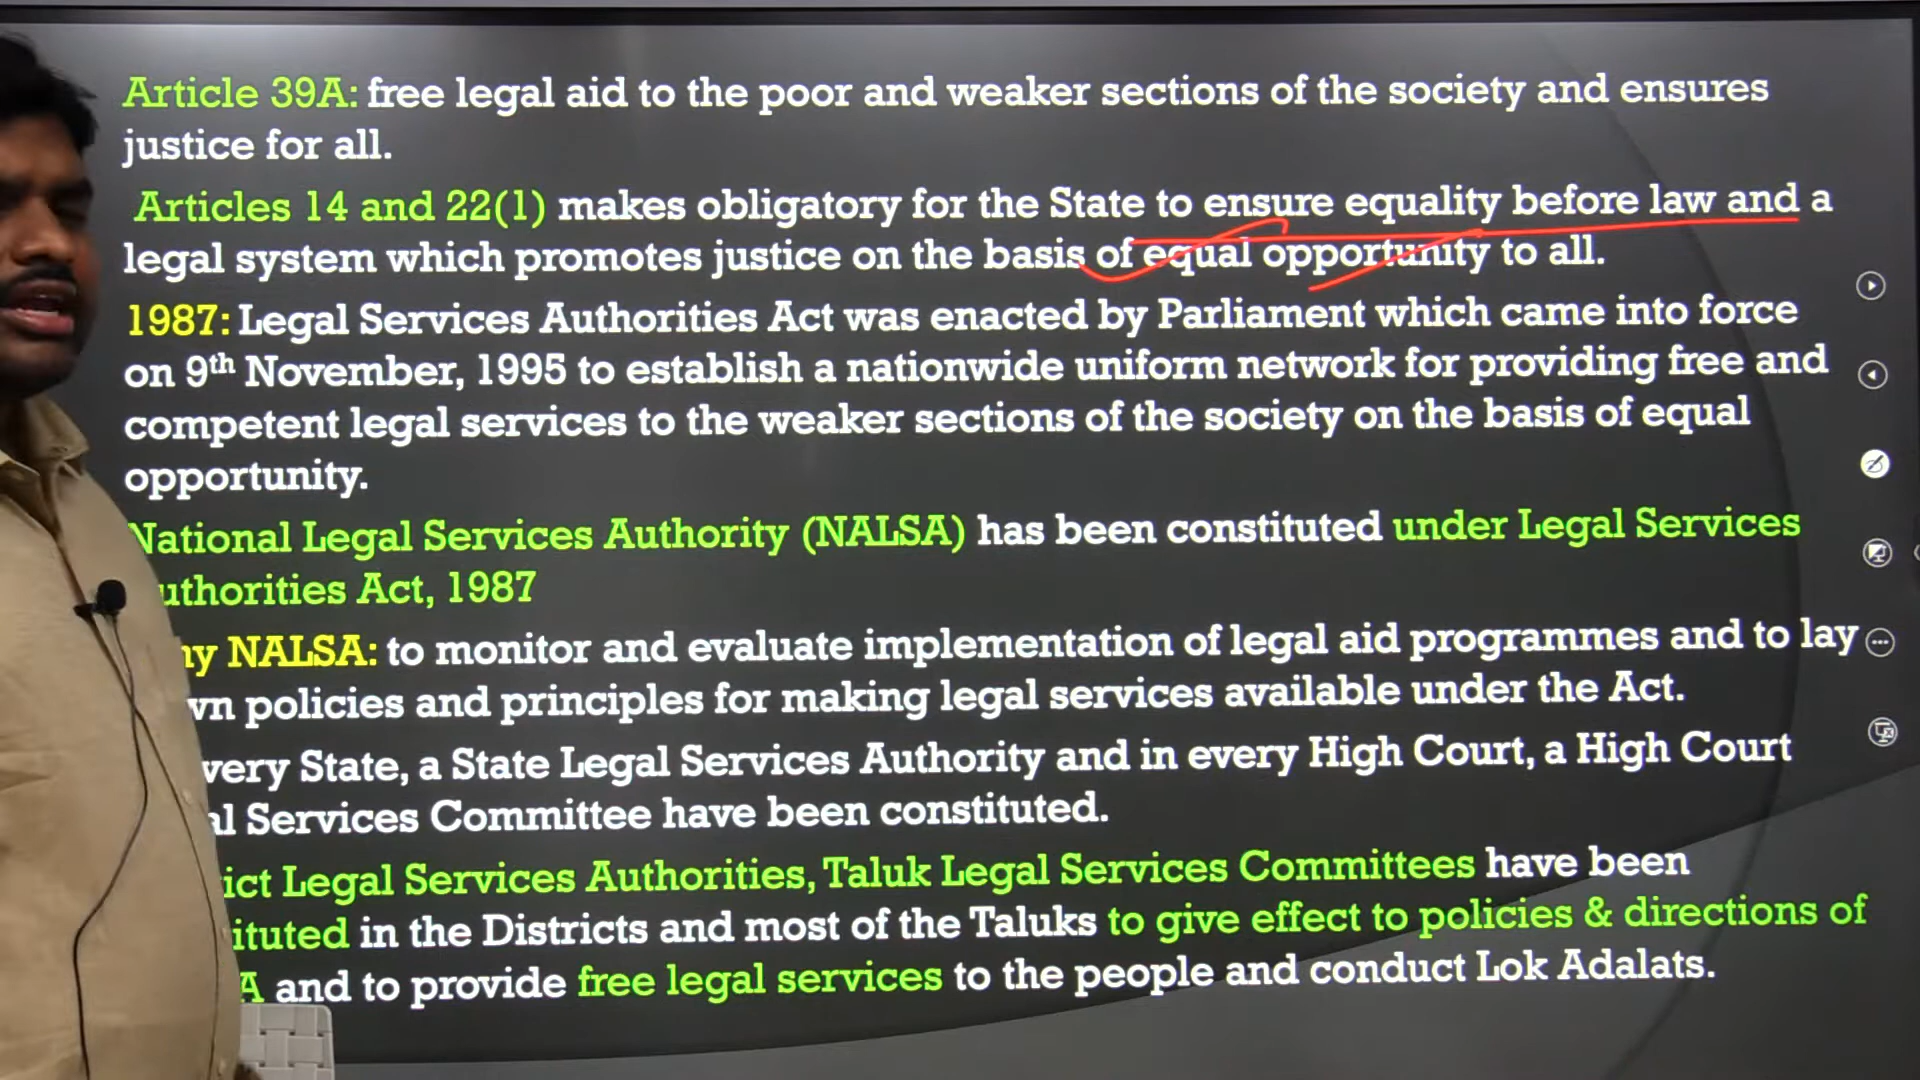 Article 39A: free legal aid to the poor and weaker sections of the society and ensures
justice for all.
Articles 14 and 22(1) makes obligatory for the State to ensure equality before law and a
legal system which promotes justice on the basis of equal opportunity to all.
1987: Legal Services Authorities Act was enacted by Parliament which came into force
on 9th November, 1995 to establish a nationwide uniform network for providing free and
competent legal services to the weaker sections of the society on the basis of equal
opportunity.
National Legal Services Authority (NALSA) has been constituted under Legal Services
uthorities Act, 1987
hy NALSA: to monitor and evaluate implementation of legal aid programmes and to lay
wn policies and principles for making legal services available under the Act.
very State, a State Legal Services Authority and in every High Court, a High Court
al Services Committee have been constituted.
ict Legal Services Authorities, Taluk Legal Services Committees have been
ituted in the Districts and most of the Taluks to give effect to policies & directions of
A and to provide free legal services to the people and conduct Lok Adalats.